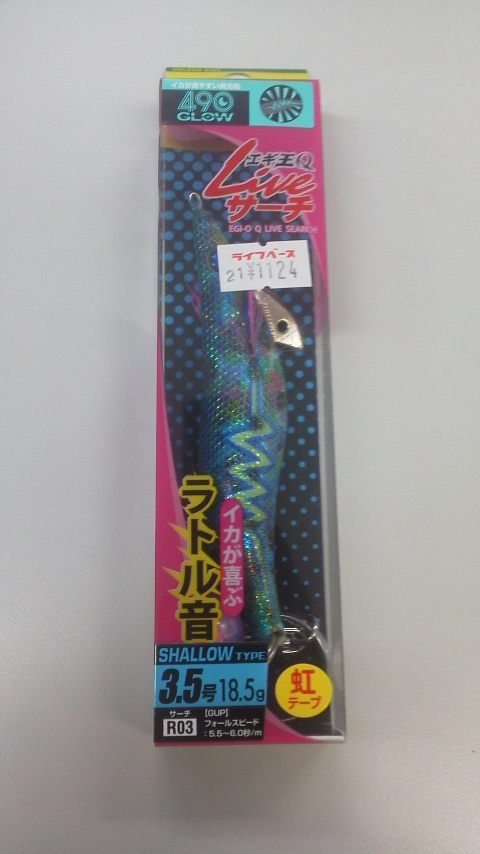 イカが見やすい発光色
490
GLOW
エギ王Q
Live
サーチ
EGI-O Q LIVE SEARCH
ライフベース
21 ¥1124
イカが喜ぶ
ラトル音
SHALLOW TYPE
3.5号 18.5g
虹
テープ
サーチ
R03
【GUP】
フォールスピード
：5.5〜6.0秒/m